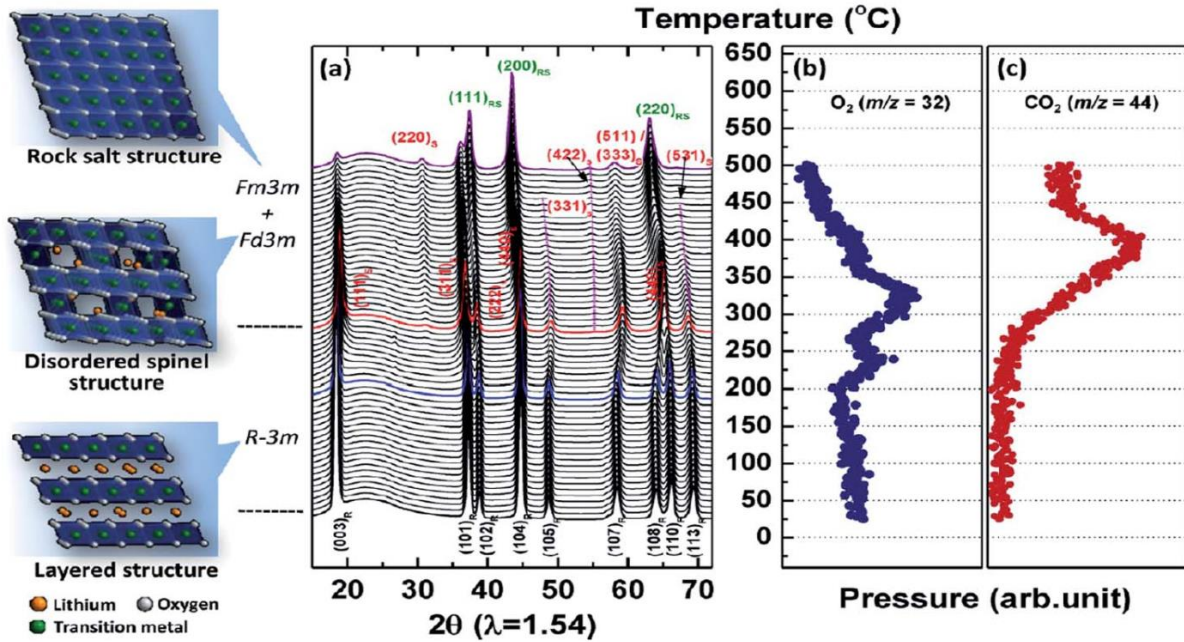 Temperature (°C)
Rock salt structure
Disordered spinel
structure
Layered structure
Lithium
Oxygen
Transition metal
Fm3m
+
Fd3m
R-3m
(a)
(111)RS
(200)RS
(220)RS
(220)S
(422)S
(511) /
(333)S
(531)S
(331)S
(111)S
(222)S
(003)R
(101)R
(102)R
(104)R
(105)R
(107)R
(108)R
(110)R
(113)R
20
30
40
50
60
70
2θ (λ=1.54)
650
600
550
500
450
400
350
300
250
200
150
100
50
0
(b)
O2 (m/z = 32)
(c)
CO2 (m/z = 44)
Pressure (arb.unit)